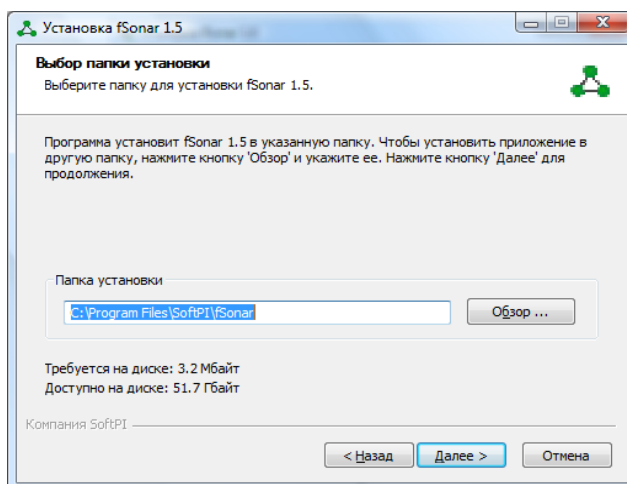 Установка fSonar 1.5
Выбор папки установки
Выберите папку для установки fSonar 1.5.
Программа установит fSonar 1.5 в указанную папку. Чтобы установить приложение в
другую папку, нажмите кнопку 'Обзор' и укажите ее. Нажмите кнопку 'Далее' для
продолжения.
Папка установки
C:\Program Files\SoftPI\fSonar
Обзор ...
Требуется на диске: 3.2 Мбайт
Доступно на диске: 51.7 Гбайт
Компания SoftPI
< Назад
Далее >
Отмена